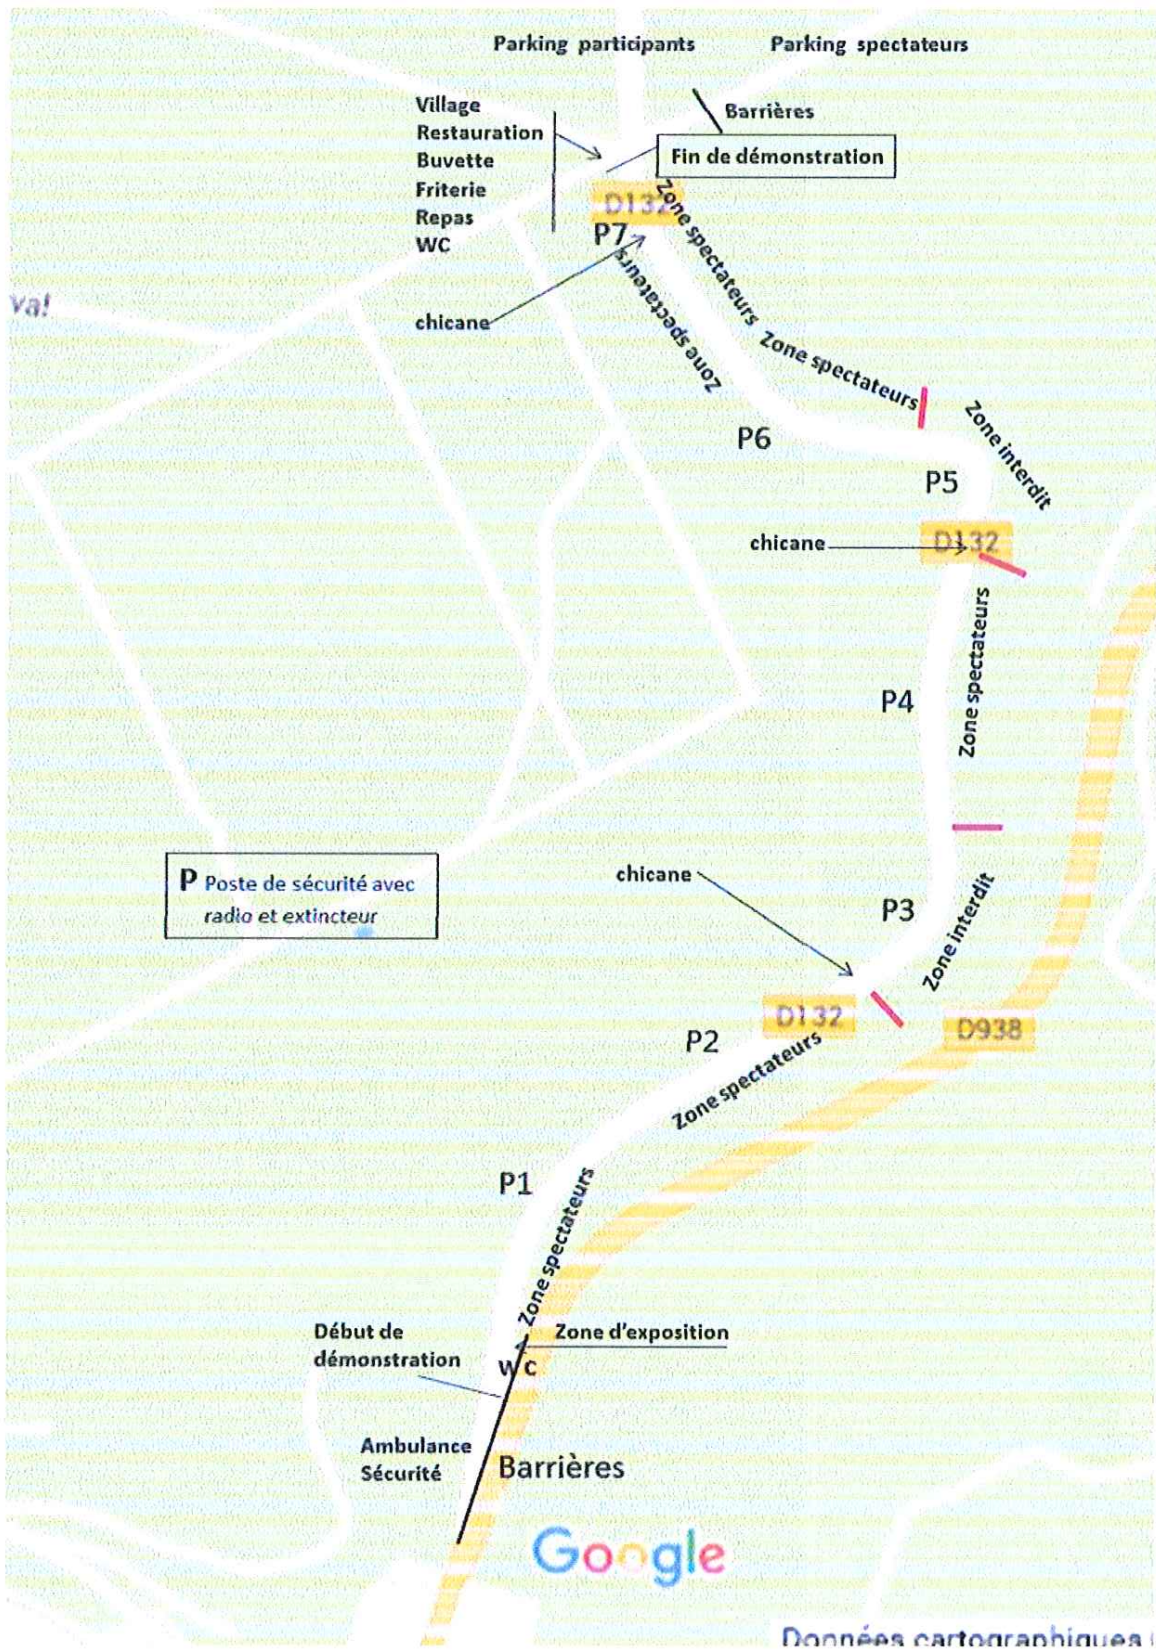 Parking participants
Parking spectateurs
Village
Restauration
Buvette
Friterie
Repas
WC
Barrières
Fin de démonstration
D132
P7
Zone spectateurs
Zone spectateurs
Zone spectateurs
val
chicane
P6
Zone interdit
P5
chicane
D132
Zone spectateurs
P4
P Poste de sécurité avec
radio et extincteur
chicane
P3
Zone interdit
D132
D938
P2
Zone spectateurs
P1
Zone spectateurs
Début de
démonstration
Zone d'exposition
WC
Ambulance
Sécurité
Barrières
Google
Données cartographiques